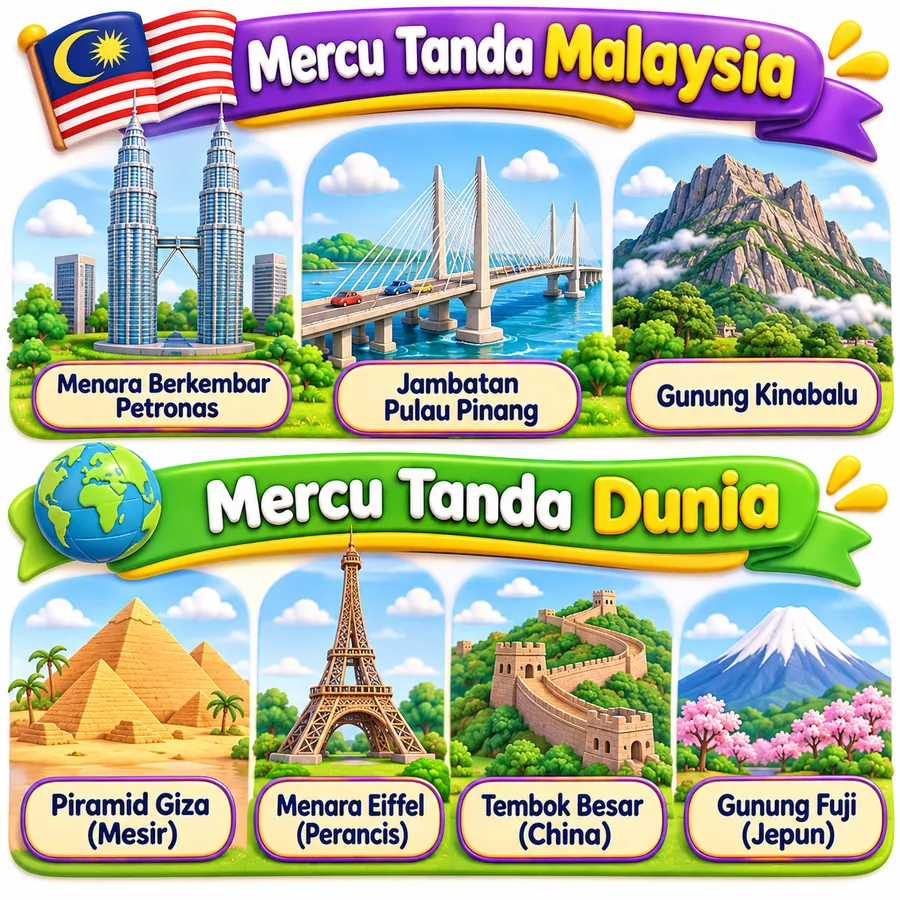 Mercu Tanda Malaysia
Menara Berkembar
Petronas
Jambatan
Pulau Pinang
Gunung Kinabalu
Mercu Tanda Dunia
Piramid Giza
(Mesir)
Menara Eiffel
(Perancis)
Tembok Besar
(China)
Gunung Fuji
(Jepun)